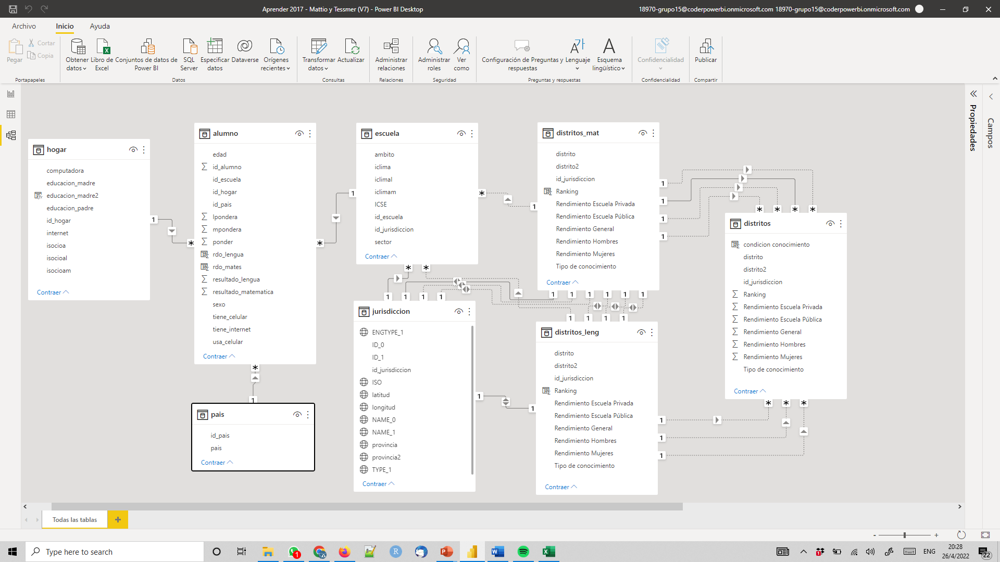 Aprender 2017 - Mattio y Tessmer (V7) - Power BI Desktop
18970-grupo15@coderpowerbi.onmicrosoft.com 18970-grupo15@coderpowerbi.onmicrosoft.com
Archivo
Inicio
Ayuda
Pegar
Cortar
Copia
Portapapeles
Obtener datos
Libro de Excel
Conjuntos de datos de Power BI
SQL Server
Especificar datos
Dataverse
Orígenes recientes
Datos
Transformar datos
Actualizar
Consultas
Administrar relaciones
Relaciones
Administrar roles
Ver como
Seguridad
Configuración de Preguntas y respuestas
Lenguaje
Esquema lingüístico
Preguntas y respuestas
Confidencialidad
Confidencialidad
Publicar
Compartir
Propiedades
Campos
hogar
computadora
educacion_madre
educacion_madre2
educacion_padre
id_hogar
internet
isocioa
isocioal
isocioam
Contraer
alumno
edad
id_alumno
id_escuela
id_hogar
id_pais
lpondera
mpondera
ponder
rdo_lengua
rdo_mates
resultado_lengua
resultado_matematica
sexo
tiene_celular
tiene_internet
usa_celular
Contraer
pais
id_pais
pais
Contraer
escuela
ambito
iclima
iclimal
iclimam
ICSE
id_escuela
id_jurisdiccion
sector
Contraer
jurisdiccion
ENGTYPE_1
ID_0
ID_1
id_jurisdiccion
ISO
latitud
longitud
NAME_0
NAME_1
provincia
provincia2
TYPE_1
Contraer
distritos_mat
distrito
distrito2
id_jurisdiccion
Ranking
Rendimiento Escuela Privada
Rendimiento Escuela Pública
Rendimiento General
Rendimiento Hombres
Rendimiento Mujeres
Tipo de conocimiento
Contraer
distritos_leng
distrito
distrito2
id_jurisdiccion
Ranking
Rendimiento Escuela Privada
Rendimiento Escuela Pública
Rendimiento General
Rendimiento Hombres
Rendimiento Mujeres
Tipo de conocimiento
Contraer
distritos
condicion conocimiento
distrito
distrito2
id_jurisdiccion
Ranking
Rendimiento Escuela Privada
Rendimiento Escuela Pública
Rendimiento General
Rendimiento Hombres
Rendimiento Mujeres
Tipo de conocimiento
Contraer
Todas las tablas
Type here to search
ENG
20:28
26/4/2022
22